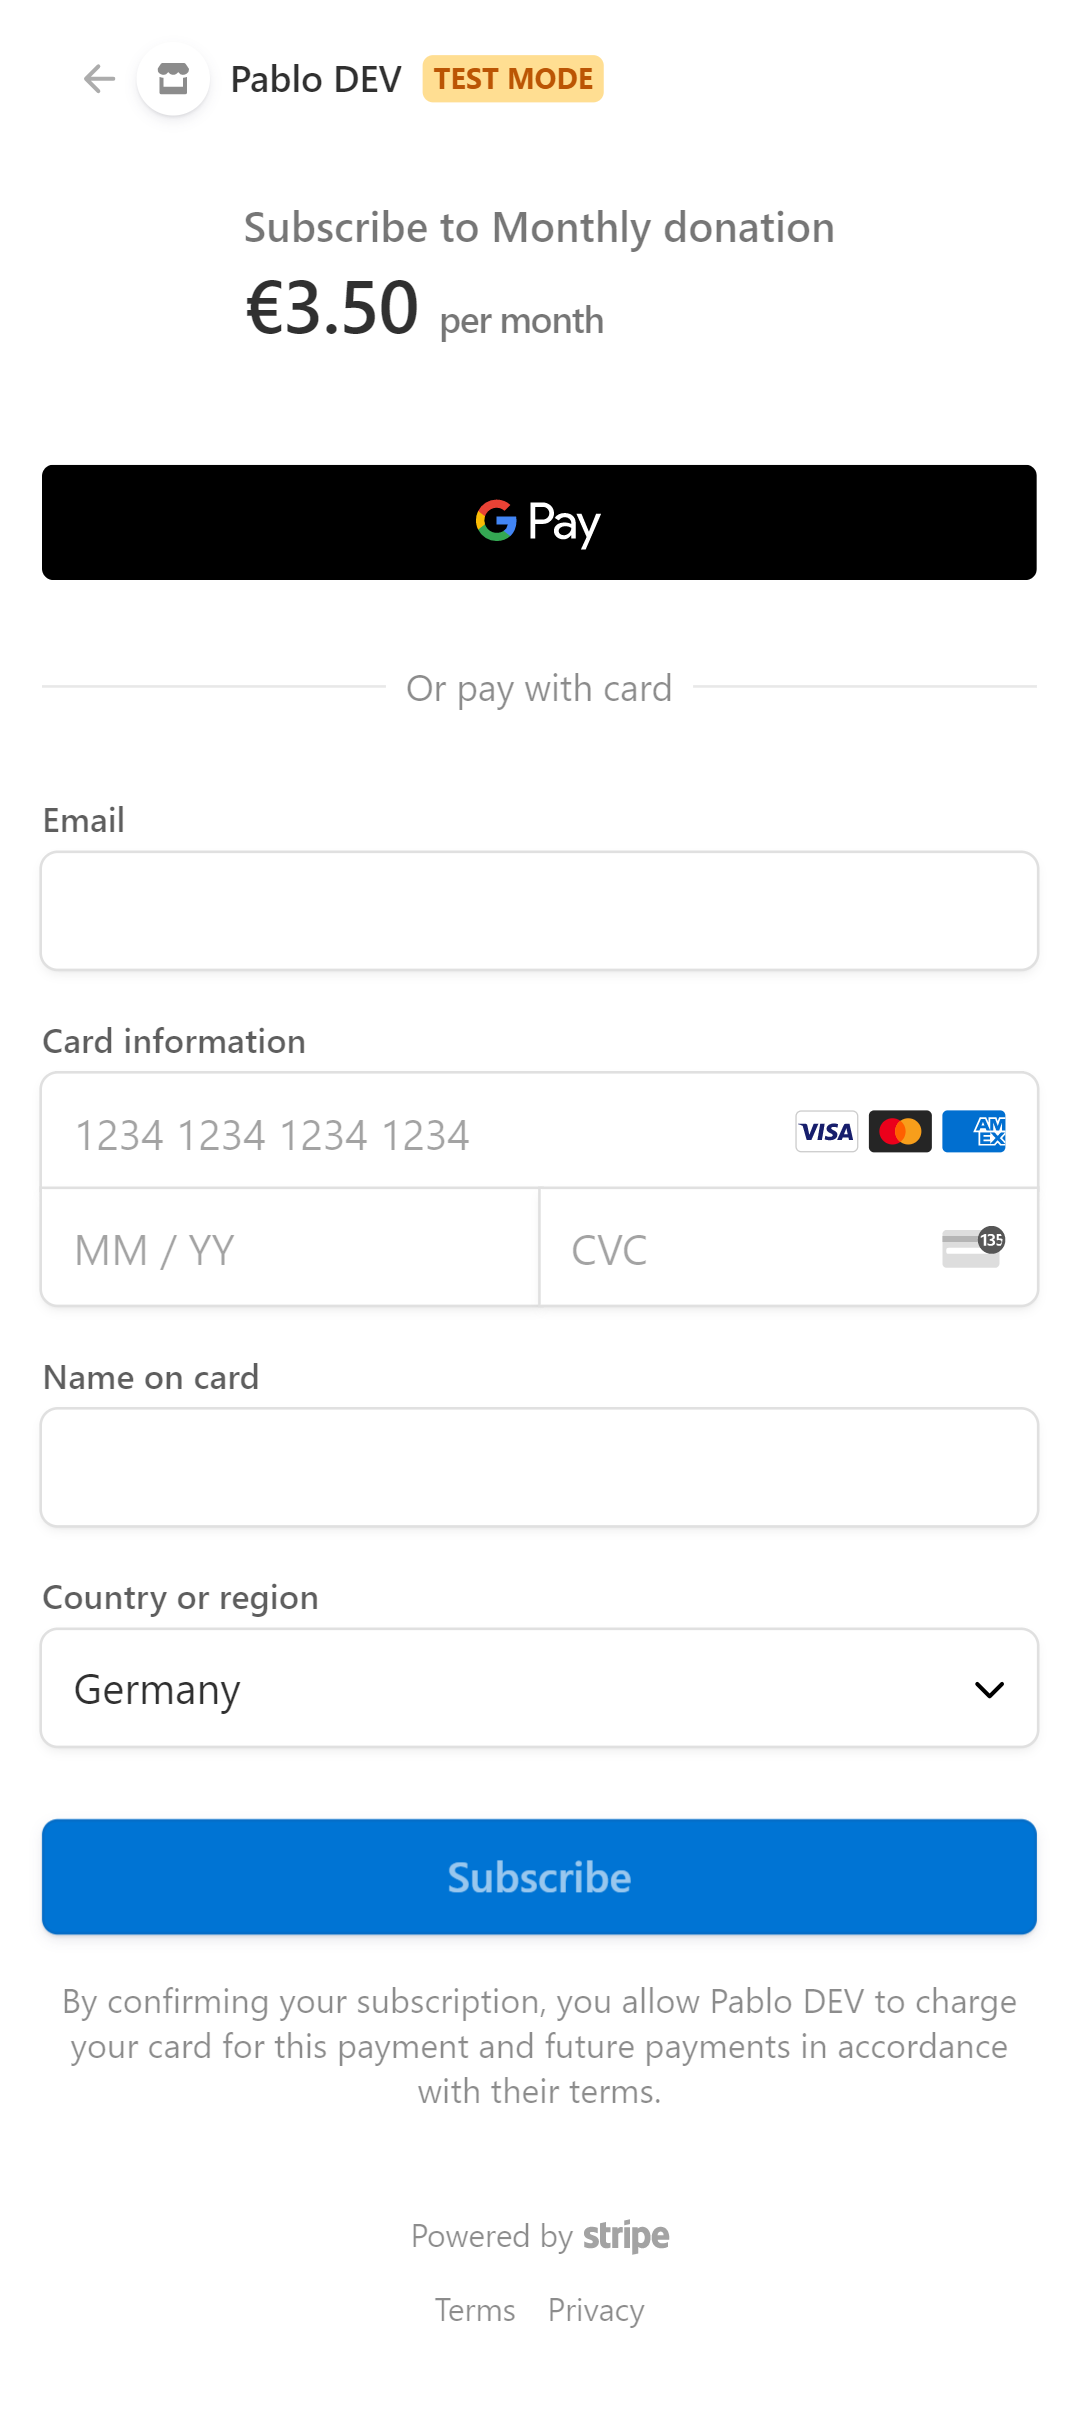 Pablo DEV TEST MODE
Subscribe to Monthly donation
€3.50 per month
G Pay
Or pay with card
Email
Card information
1234 1234 1234 1234 VISA AMEX
MM / YY CVC 135
Name on card
Country or region
Germany
Subscribe
By confirming your subscription, you allow Pablo DEV to charge
your card for this payment and future payments in accordance
with their terms.
Powered by stripe
Terms Privacy